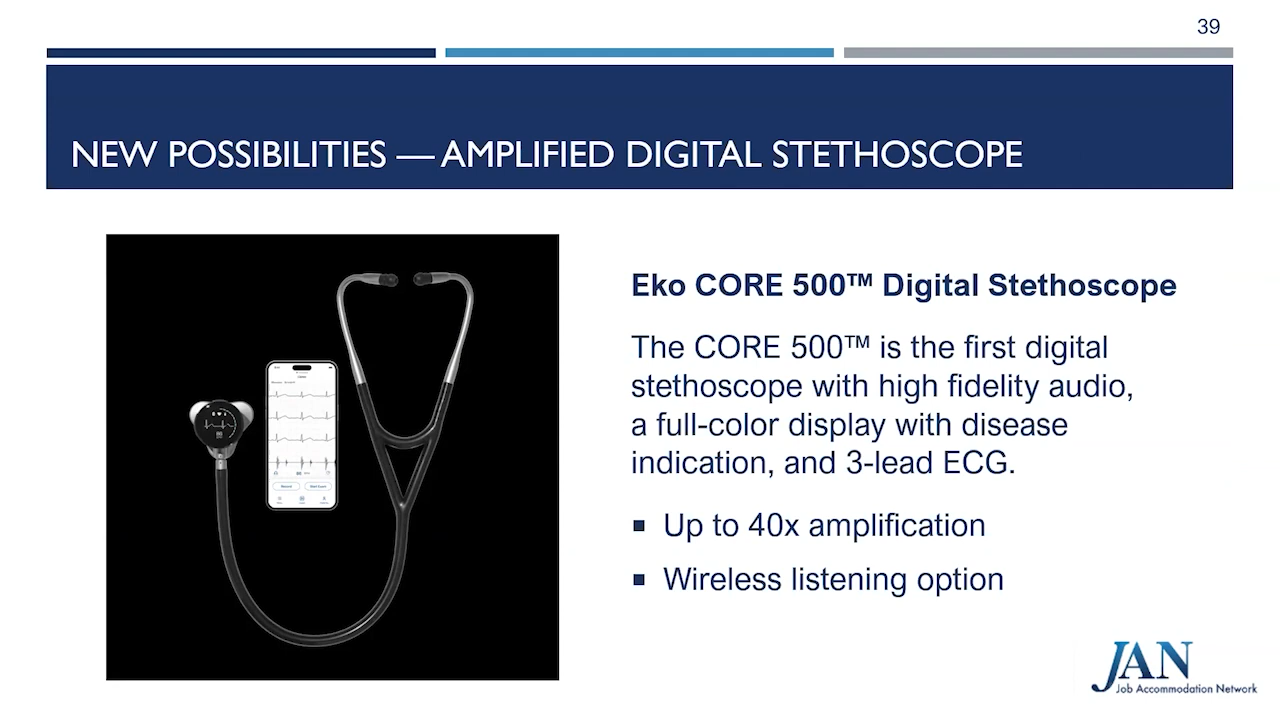 39
NEW POSSIBILITIES — AMPLIFIED DIGITAL STETHOSCOPE
Eko CORE 500™ Digital Stethoscope
The CORE 500™ is the first digital
stethoscope with high fidelity audio,
a full-color display with disease
indication, and 3-lead ECG.
▪ Up to 40x amplification
▪ Wireless listening option
JAN
Job Accommodation Network